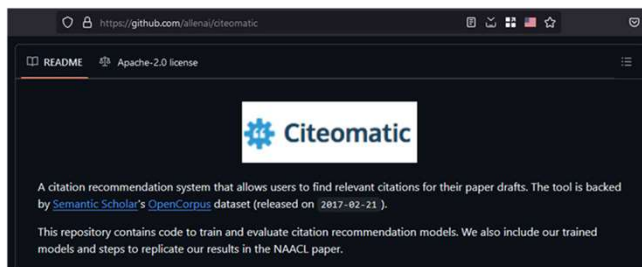 https://github.com/allenai/citeomatic
README Apache-2.0 license
Citeomatic
A citation recommendation system that allows users to find relevant citations for their paper drafts. The tool is backed
by Semantic Scholar's OpenCorpus dataset (released on 2017-02-21 ).
This repository contains code to train and evaluate citation recommendation models. We also include our trained
models and steps to replicate our results in the NAACL paper.